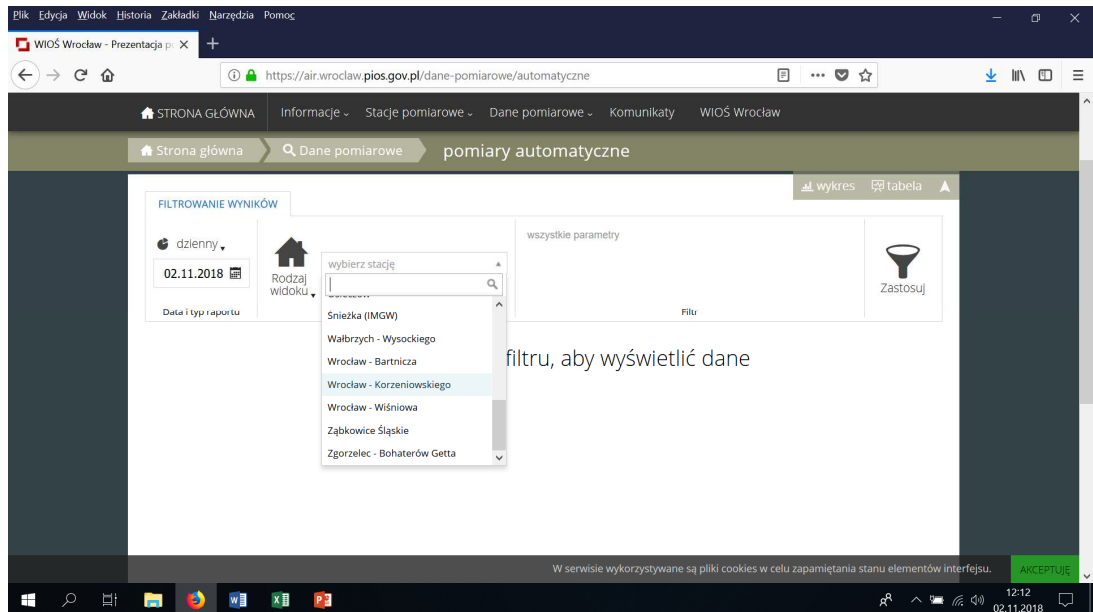 Plik Edycja Widok Historia Zakładki Narzędzia Pomoc
WIOŚ Wrocław - Prezentacja po
https://air.wroclaw.pios.gov.pl/dane-pomiarowe/automatyczne
STRONA GŁÓWNA Informacje Stacje pomiarowe Dane pomiarowe Komunikaty WIOŚ Wrocław
Strona główna Dane pomiarowe pomiary automatyczne
wykres tabela
FILTROWANIE WYNIKÓW
dzienny
02.11.2018
Data i typ raportu
Rodzaj
widoku
wybierz stację
Śnieżka (IMGW)
Wałbrzych - Wysockiego
Wrocław - Bartnicza
Wrocław - Korzeniowskiego
Wrocław - Wiśniowa
Ząbkowice Śląskie
Zgorzelec - Bohaterów Getta
wszystkie parametry
Filtr
Zastosuj
filtru, aby wyświetlić dane
W serwisie wykorzystywane są pliki cookies w celu zapamiętania stanu elementów interfejsu.
AKCEPTUJĘ
12:12
02.11.2018